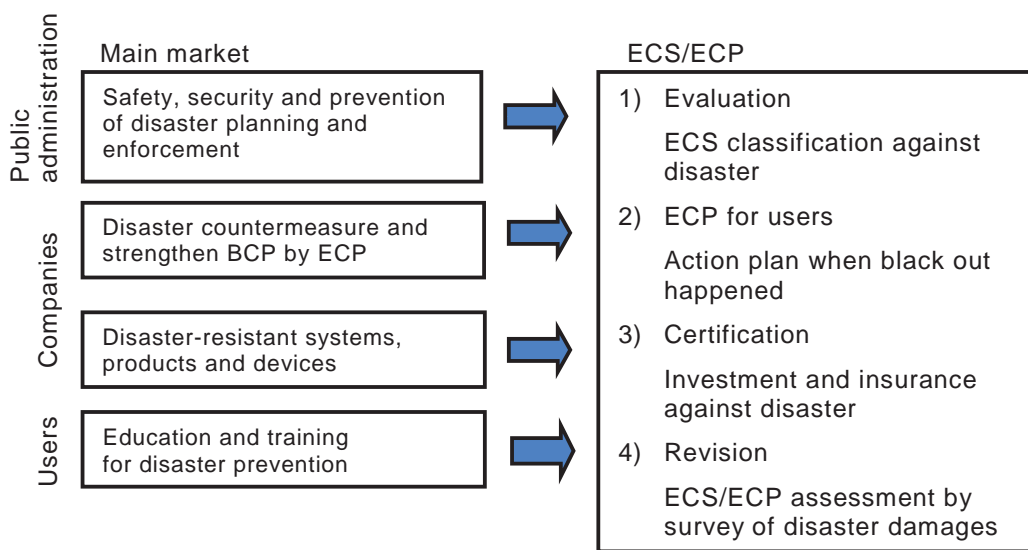 Public
administration
Main market
Safety, security and prevention
of disaster planning and
enforcement
Companies
Disaster countermeasure and
strengthen BCP by ECP
Disaster-resistant systems,
products and devices
Users
Education and training
for disaster prevention
ECS/ECP
1) Evaluation
ECS classification against
disaster
2) ECP for users
Action plan when black out
happened
3) Certification
Investment and insurance
against disaster
4) Revision
ECS/ECP assessment by
survey of disaster damages